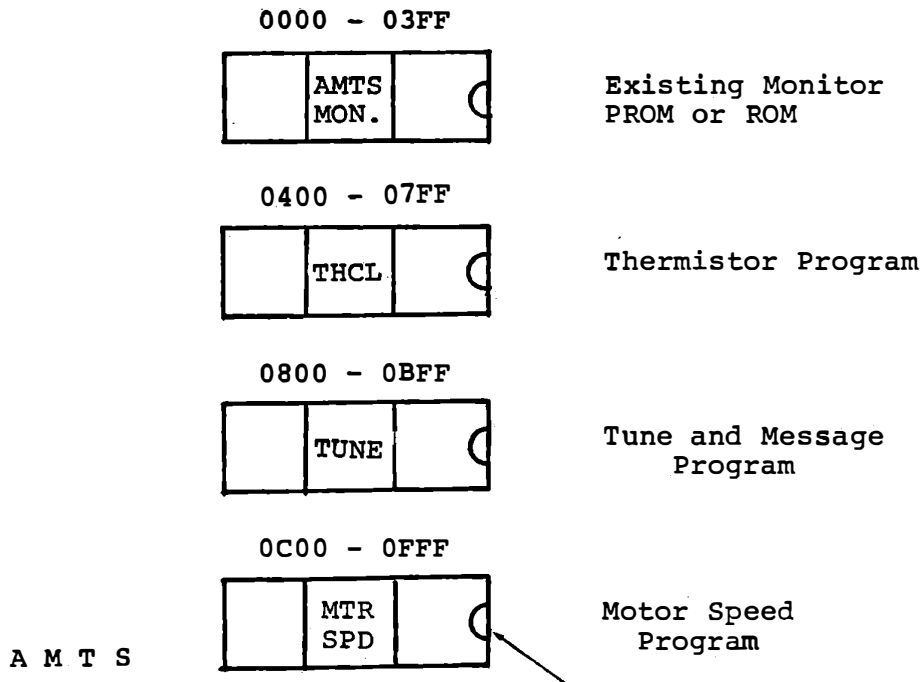 0000 - 03FF
AMTS
MON.
Existing Monitor
PROM or ROM
0400 - 07FF
THCL
Thermistor Program
0800 - 0BFF
TUNE
Tune and Message
Program
0C00 - 0FFF
MTR
SPD
Motor Speed
Program
A M T S